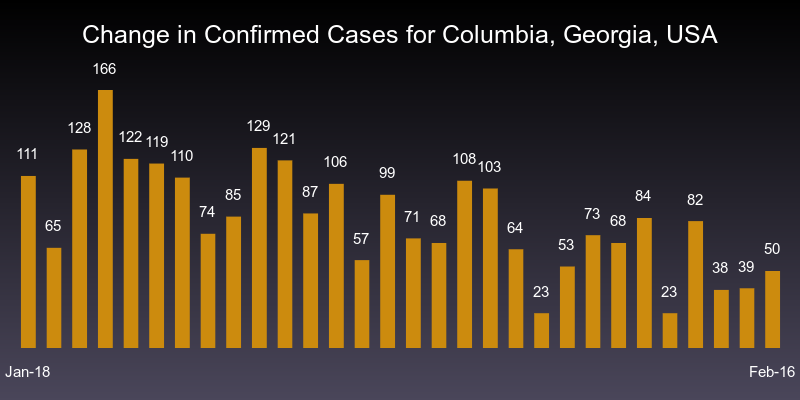 Change in Confirmed Cases for Columbia, Georgia, USA
111 65 128 166 122 119 110 74 85 129 121 87 106 57 99 71 68 108 103 64 23 53 73 68 84 23 82 38 39 50
Jan-18 Feb-16